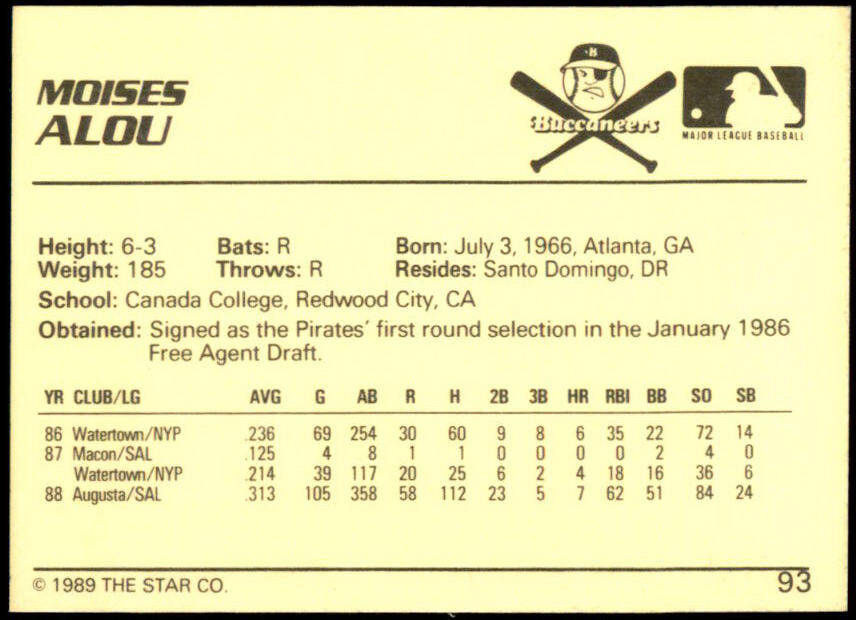 MOISES
ALOU
B
Buccaneers
MAJOR LEAGUE BASEBALL
Height: 6-3 Bats: R Born: July 3, 1966, Atlanta, GA
Weight: 185 Throws: R Resides: Santo Domingo, DR
School: Canada College, Redwood City, CA
Obtained: Signed as the Pirates' first round selection in the January 1986
Free Agent Draft.
YR CLUB/LG AVG G AB R H 2B 3B HR RBI BB SO SB
86 Watertown/NYP .236 69 254 30 60 9 8 6 35 22 72 14
87 Macon/SAL .125 4 8 1 1 0 0 0 0 2 4 0
Watertown/NYP .214 39 117 20 25 6 2 4 18 16 36 6
88 Augusta/SAL .313 105 358 58 112 23 5 7 62 51 84 24
© 1989 THE STAR CO. 93